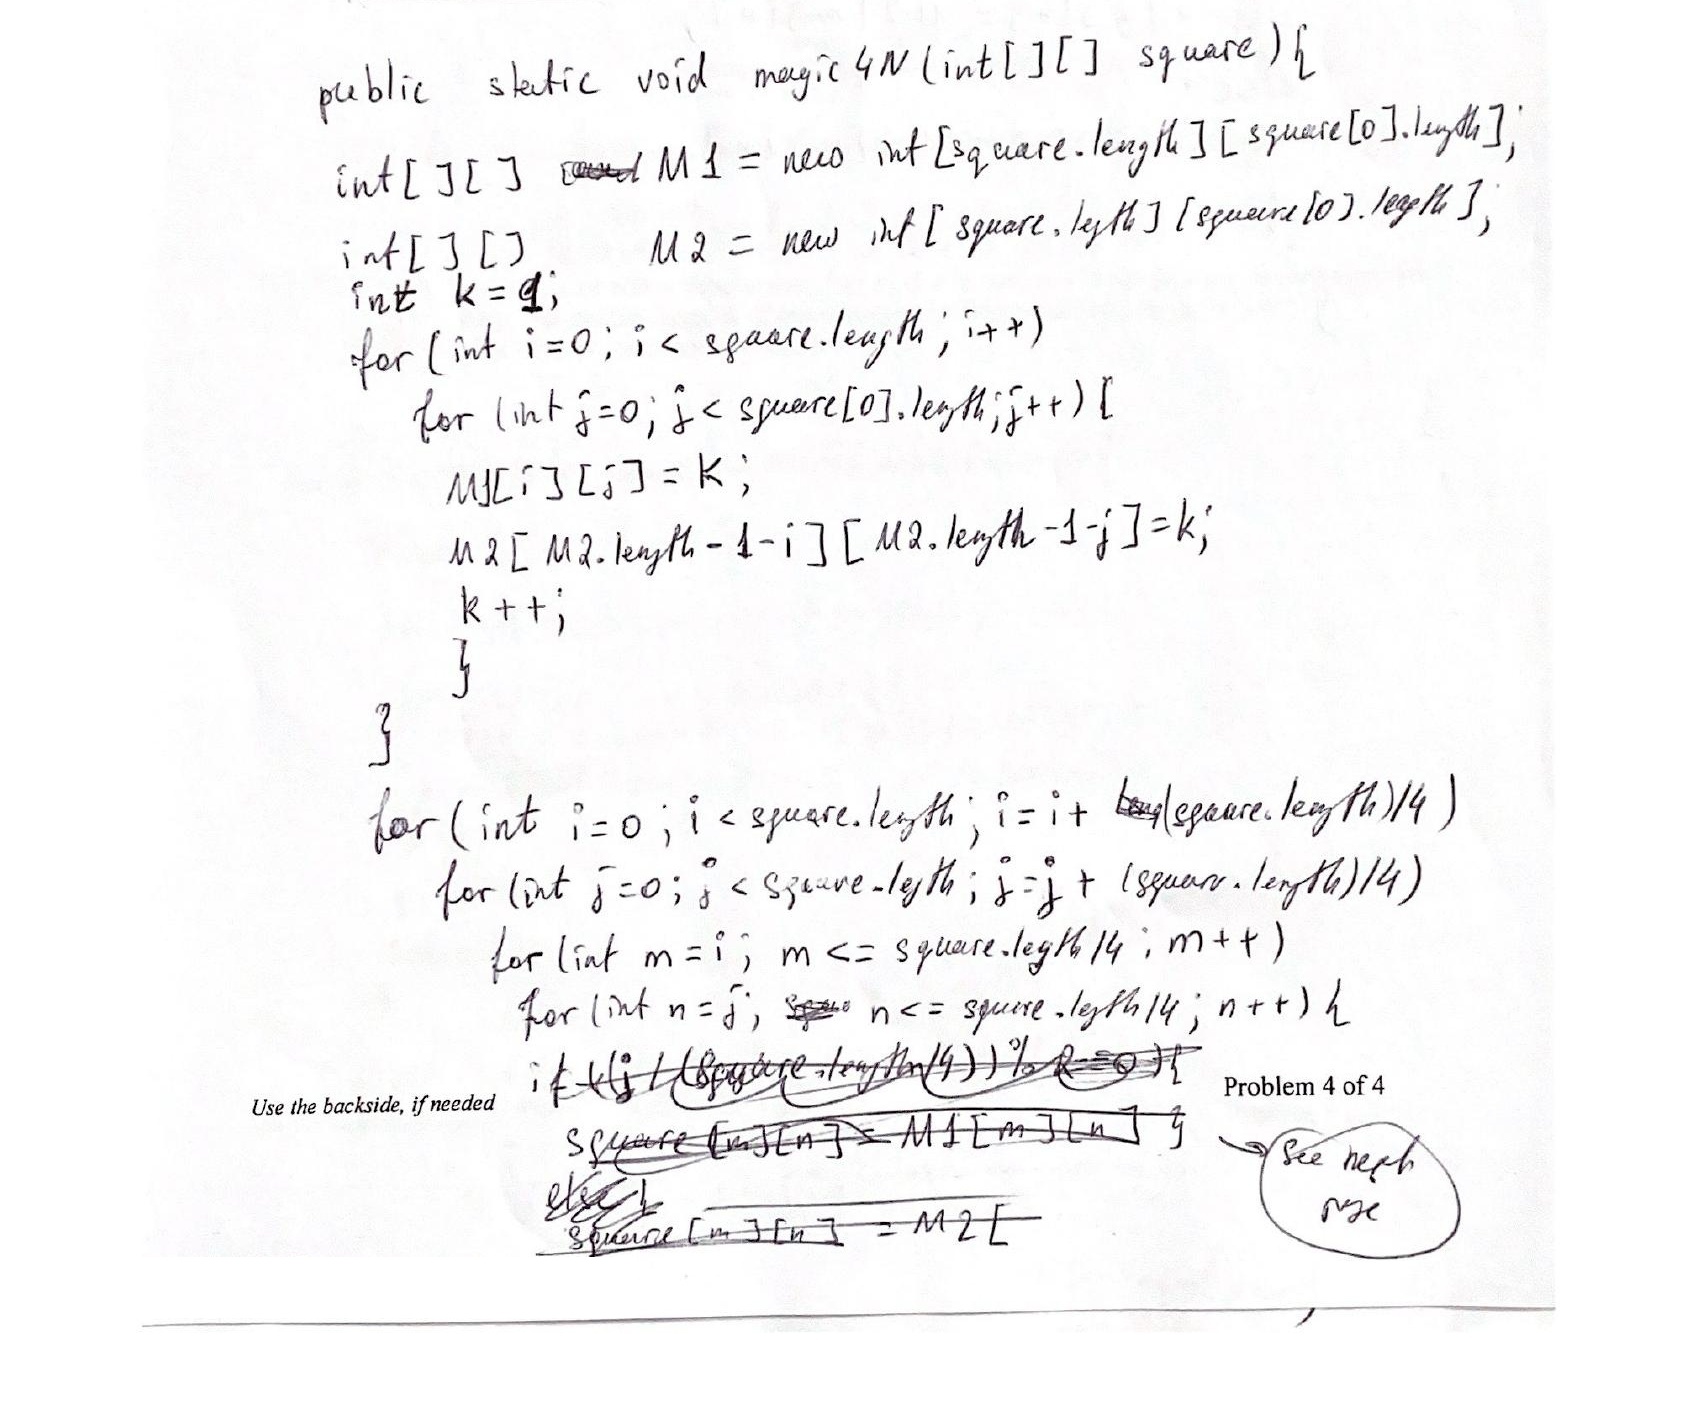 public static void magic4N(int[][] square){
int[][] M1 = new int[square.length][square[0].length];
int[][] M2 = new int[square.lgth][square[0].length];
int k=1;
for (int i=0; i< square.length; i++)
for (int j=0; j< square[0].length; j++) {
M1[i][j] = k;
M2[M2.length-1-i][M2.length-1-j]=k;
k++;
}
}
for (int i=0; i < square.length; i=i+ (square.length)/4)
for (int j=0; j < square.legth; j=j+ (square.length)/4)
for (int m=i; m <= square.legth/4; m++)
for (int n=j; n<= square.legth/4; n++) {
if ((j/(square.length/4))%2==0){
Use the backside, if needed
Problem 4 of 4
square[m][n] = M1[m][n] }
else {
square[m][n] = M2[
See next
page